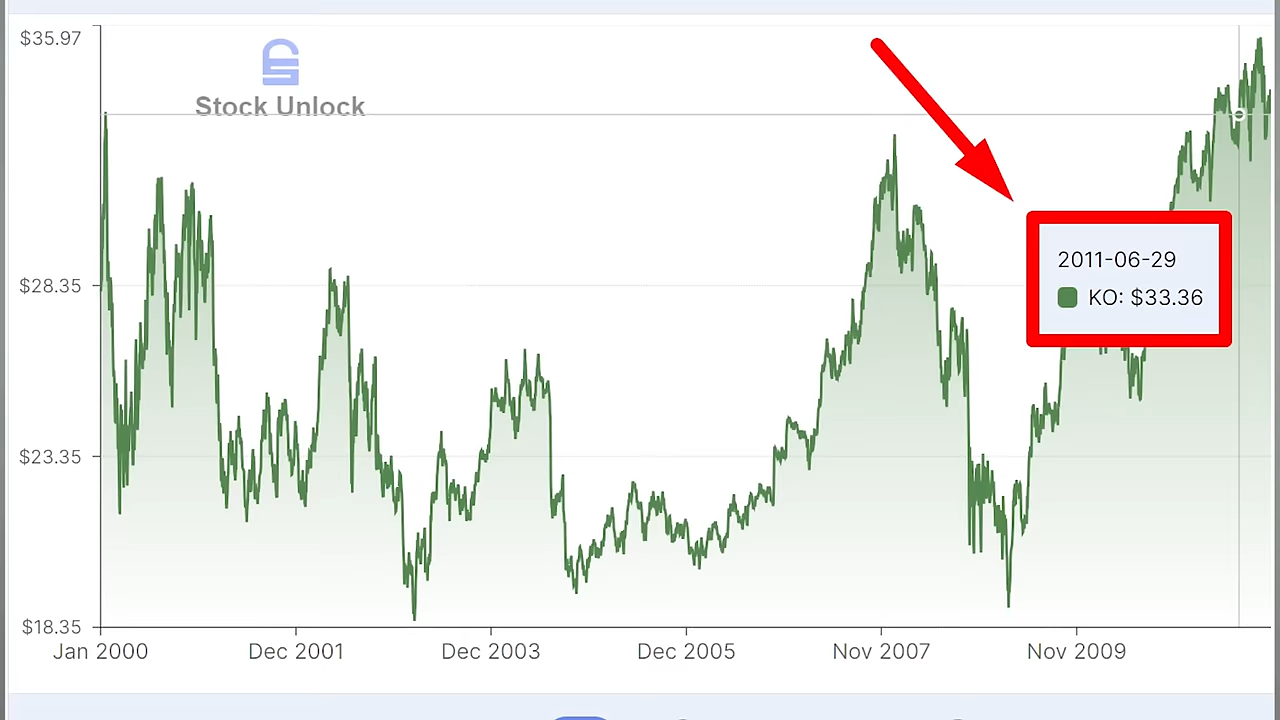 $35.97
Stock Unlock
2011-06-29
KO: $33.36
$28.35
$23.35
$18.35
Jan 2000 Dec 2001 Dec 2003 Dec 2005 Nov 2007 Nov 2009